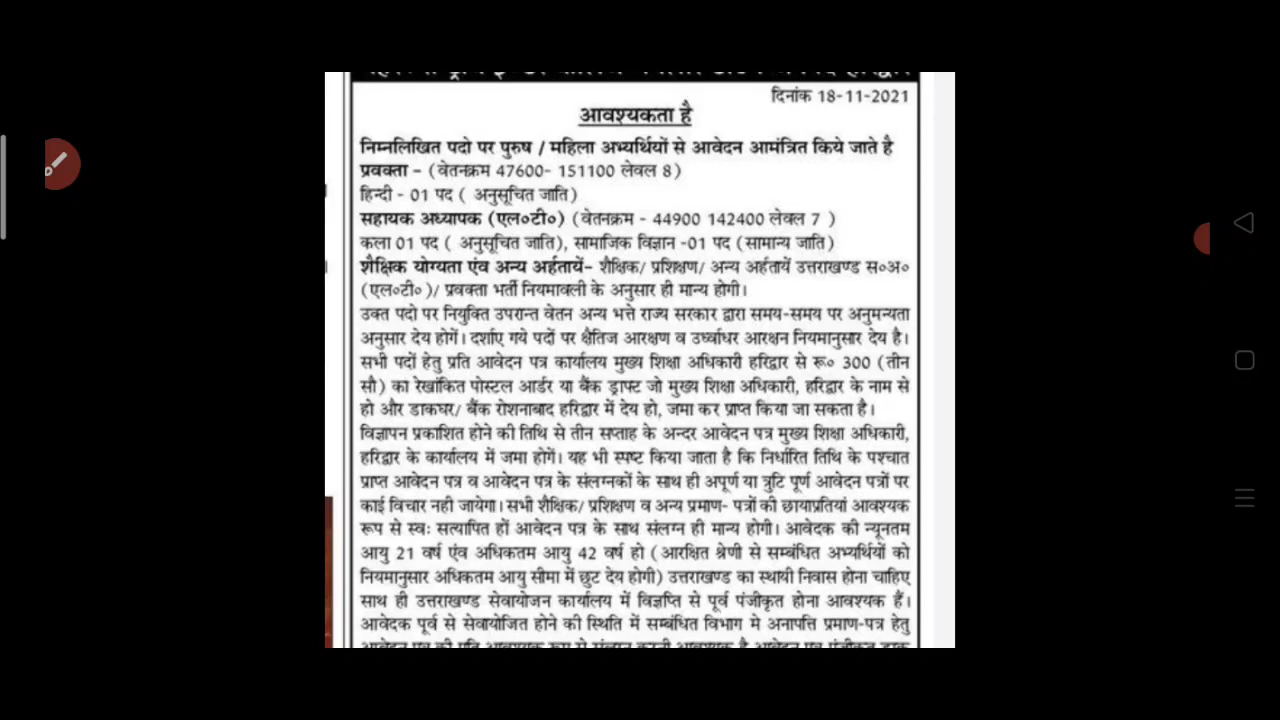 दिनांक 18-11-2021
आवश्यकता है
निम्नलिखित पदो पर पुरुष / महिला अभ्यर्थियों से आवेदन आमंत्रित किये जाते है
प्रवक्ता – (वेतनक्रम 47600- 151100 लेवल 8)
हिन्दी - 01 पद ( अनुसूचित जाति)
सहायक अध्यापक (एल०टी०) (वेतनक्रम - 44900 142400 लेवल 7 )
कला 01 पद ( अनुसूचित जाति), सामाजिक विज्ञान -01 पद (सामान्य जाति)
शैक्षिक योग्यता एंव अन्य अर्हतायें– शैक्षिक/ प्रशिक्षण/ अन्य अर्हतायें उत्तराखण्ड स०अ०
(एल०टी०)/ प्रवक्ता भर्ती नियमावली के अनुसार ही मान्य होगी।
उक्त पदो पर नियुक्ति उपरान्त वेतन अन्य भत्ते राज्य सरकार द्वारा समय-समय पर अनुमन्यता
अनुसार देय होगें। दर्शाए गये पदों पर क्षैतिज आरक्षण व उर्ध्वाधर आरक्षन नियमानुसार देय है।
सभी पदों हेतु प्रति आवेदन पत्र कार्यालय मुख्य शिक्षा अधिकारी हरिद्वार से रू० 300 (तीन
सौ) का रेखांकित पोस्टल आर्डर या बैंक ड्राफ्ट जो मुख्य शिक्षा अधिकारी, हरिद्वार के नाम से
हो और डाकघर/ बैंक रोशनाबाद हरिद्वार में देय हो, जमा कर प्राप्त किया जा सकता है।
विज्ञापन प्रकाशित होने की तिथि से तीन सप्ताह के अन्दर आवेदन पत्र मुख्य शिक्षा अधिकारी,
हरिद्वार के कार्यालय में जमा होगें। यह भी स्पष्ट किया जाता है कि निर्धारित तिथि के पश्चात
प्राप्त आवेदन पत्र व आवेदन पत्र के संलग्नकों के साथ ही अपूर्ण या त्रुटि पूर्ण आवेदन पत्रों पर
काई विचार नही जायेगा। सभी शैक्षिक/ प्रशिक्षण व अन्य प्रमाण- पत्रों की छायाप्रतियां आवश्यक
रूप से स्वः सत्यापित हों आवेदन पत्र के साथ संलग्न ही मान्य होगी। आवेदक की न्यूनतम
आयु 21 वर्ष एंव अधिकतम आयु 42 वर्ष हो (आरक्षित श्रेणी से सम्बंधित अभ्यर्थियों को
नियमानुसार अधिकतम आयु सीमा में छुट देय होगी) उत्तराखण्ड का स्थायी निवास होना चाहिए
साथ ही उत्तराखण्ड सेवायोजन कार्यालय में विज्ञप्ति से पूर्व पंजीकृत होना आवश्यक हैं।
आवेदक पूर्व से सेवायोजित होने की स्थिति में सम्बंधित विभाग मे अनापत्ति प्रमाण-पत्र हेतु